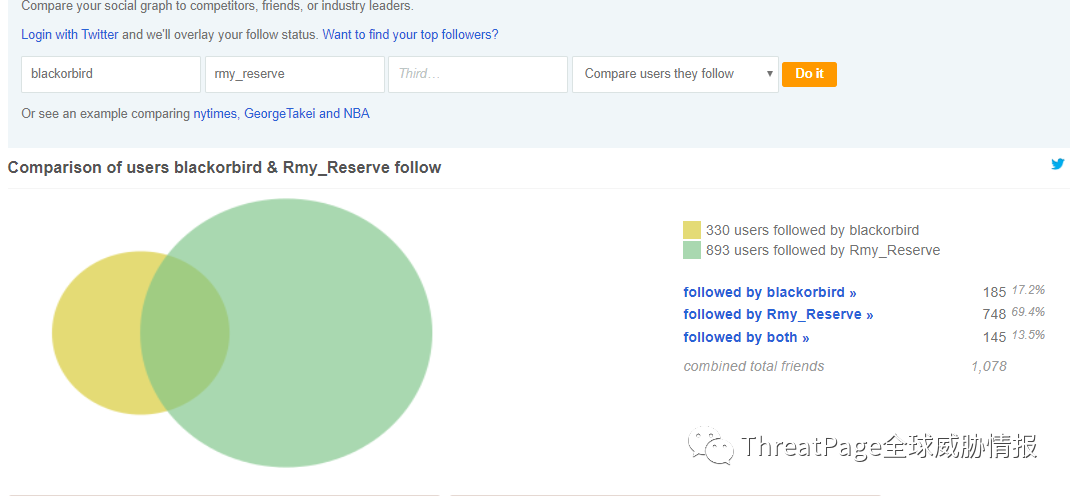 Compare your social graph to competitors, friends, or industry leaders.
Login with Twitter and we'll overlay your follow status. Want to find your top followers?
blackorbird rmy_reserve Third... Compare users they follow Do it
Or see an example comparing nytimes, GeorgeTakei and NBA
Comparison of users blackorbird & Rmy_Reserve follow
330 users followed by blackorbird
893 users followed by Rmy_Reserve
followed by blackorbird » 185 17.2%
followed by Rmy_Reserve » 748 69.4%
followed by both » 145 13.5%
combined total friends 1,078
ThreatPage全球威胁情报